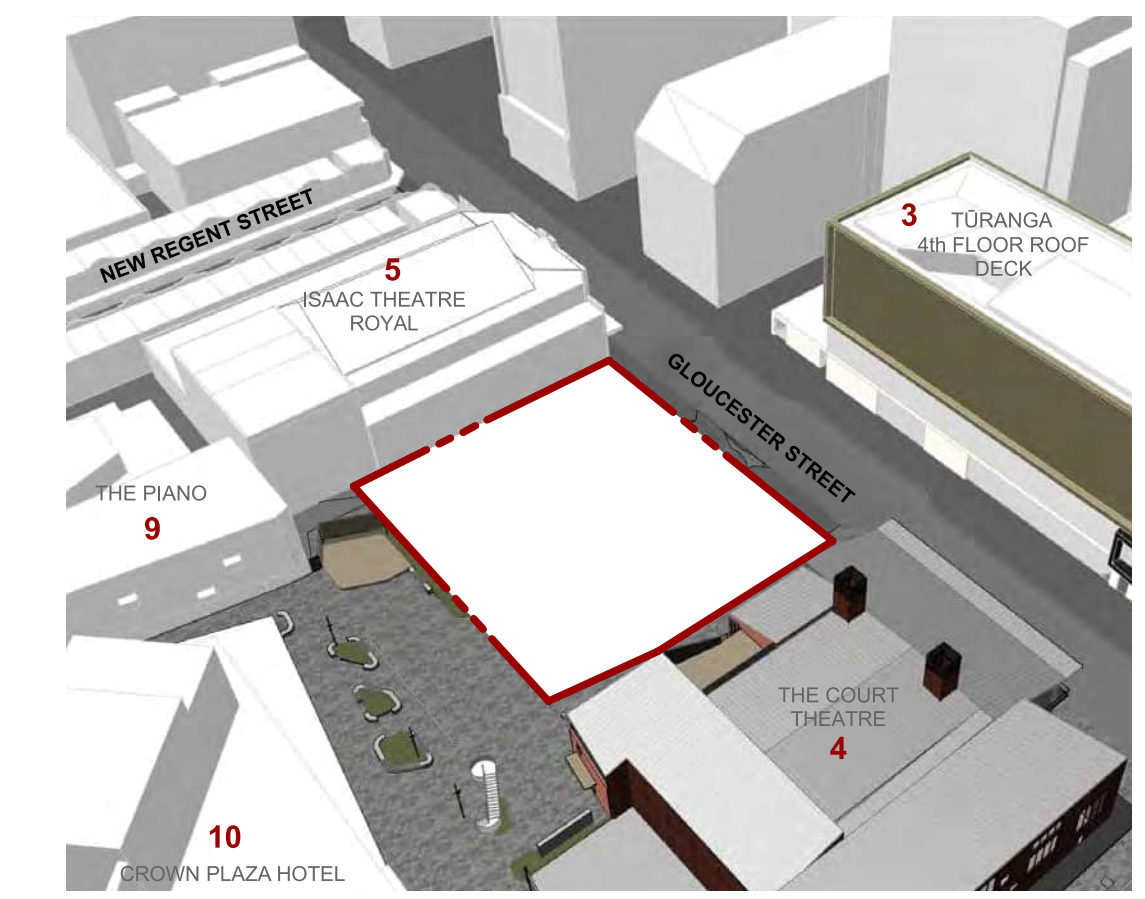 NEW REGENT STREET
5
ISAAC THEATRE
ROYAL
3
TŪRANGA
4th FLOOR ROOF
DECK
GLOUCESTER STREET
THE PIANO
9
THE COURT
THEATRE
4
10
CROWN PLAZA HOTEL